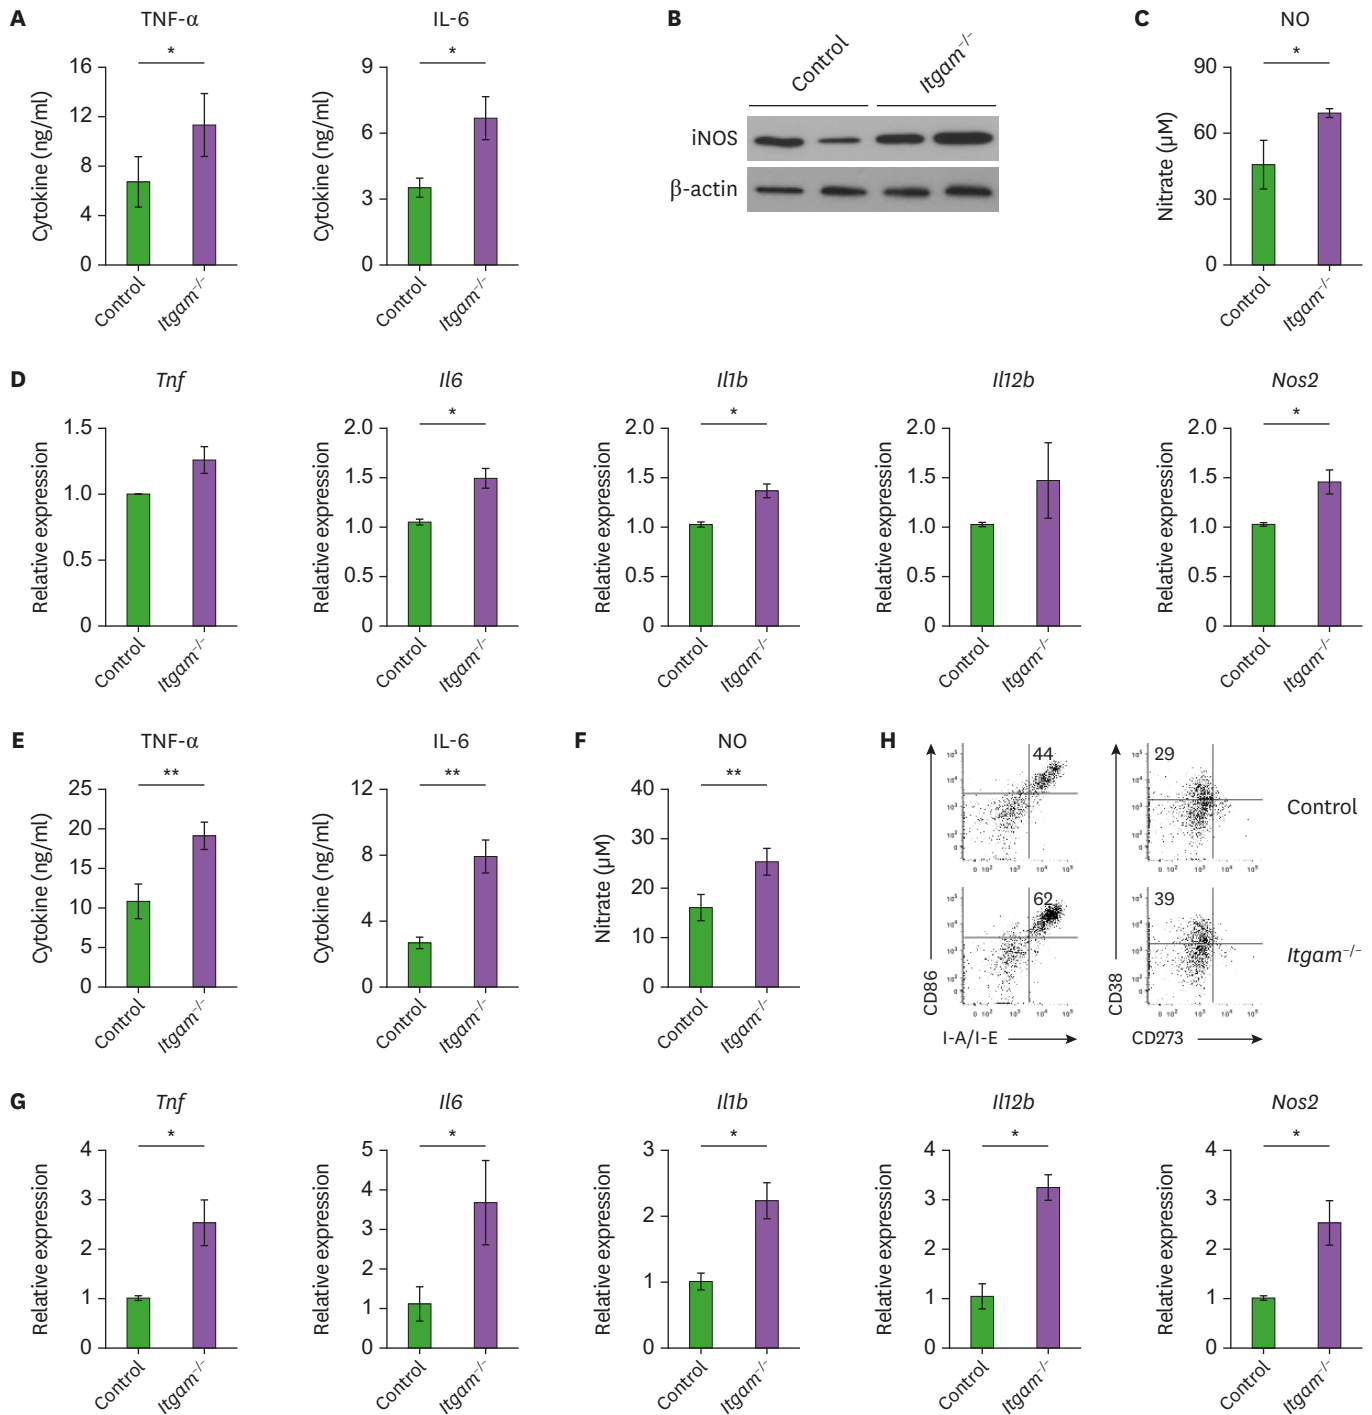 A
TNF-α
*
Cytokine (ng/ml)
16
12
8
4
0
Control
Itgam⁻/⁻
IL-6
*
Cytokine (ng/ml)
9
6
3
0
Control
Itgam⁻/⁻
B
Control
Itgam⁻/⁻
iNOS
β-actin
C
NO
*
Nitrate (μM)
90
60
30
0
Control
Itgam⁻/⁻
D
Tnf
Relative expression
1.5
1.0
0.5
0
Control
Itgam⁻/⁻
Il6
*
Relative expression
2.0
1.5
1.0
0.5
0
Control
Itgam⁻/⁻
Il1b
*
Relative expression
2.0
1.5
1.0
0.5
0
Control
Itgam⁻/⁻
Il12b
Relative expression
2.0
1.5
1.0
0.5
0
Control
Itgam⁻/⁻
Nos2
*
Relative expression
2.0
1.5
1.0
0.5
0
Control
Itgam⁻/⁻
E
TNF-α
**
Cytokine (ng/ml)
25
20
15
10
5
0
Control
Itgam⁻/⁻
IL-6
**
Cytokine (ng/ml)
12
8
4
0
Control
Itgam⁻/⁻
F
NO
**
Nitrate (μM)
40
30
20
10
0
Control
Itgam⁻/⁻
H
44
29
Control
62
39
Itgam⁻/⁻
CD86
CD38
I-A/I-E
CD273
G
Tnf
*
Relative expression
4
3
2
1
0
Control
Itgam⁻/⁻
Il6
*
Relative expression
5
4
3
2
1
0
Control
Itgam⁻/⁻
Il1b
*
Relative expression
3
2
1
0
Control
Itgam⁻/⁻
Il12b
*
Relative expression
4
3
2
1
0
Control
Itgam⁻/⁻
Nos2
*
Relative expression
4
3
2
1
0
Control
Itgam⁻/⁻